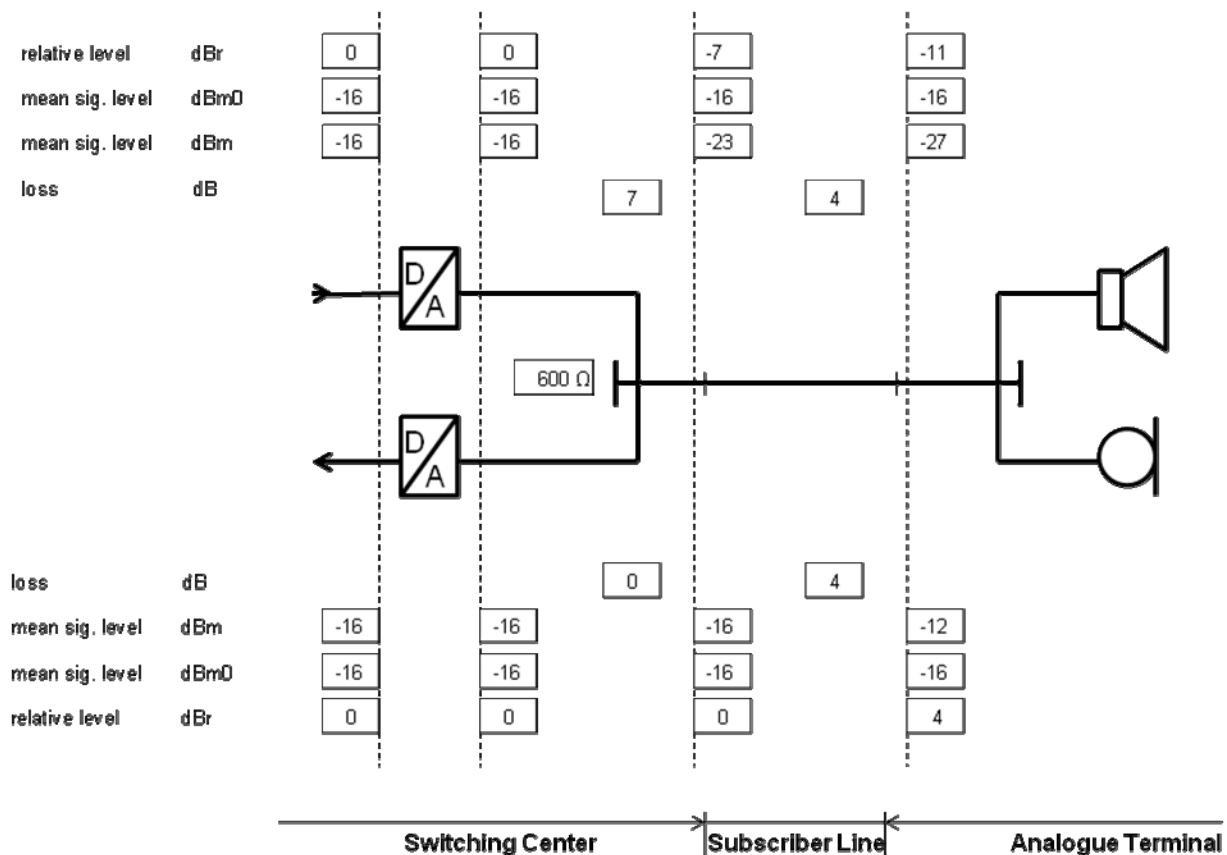 relative level dBr 0 0 -7 -11
mean sig. level dBm0 -16 -16 -16 -16
mean sig. level dBm -16 -16 -23 -27
loss dB 7 4
D
A
600 Ω
D
A
loss dB 0 4
mean sig. level dBm -16 -16 -16 -12
mean sig. level dBm0 -16 -16 -16 -16
relative level dBr 0 0 0 4
Switching Center Subscriber Line Analogue Terminal